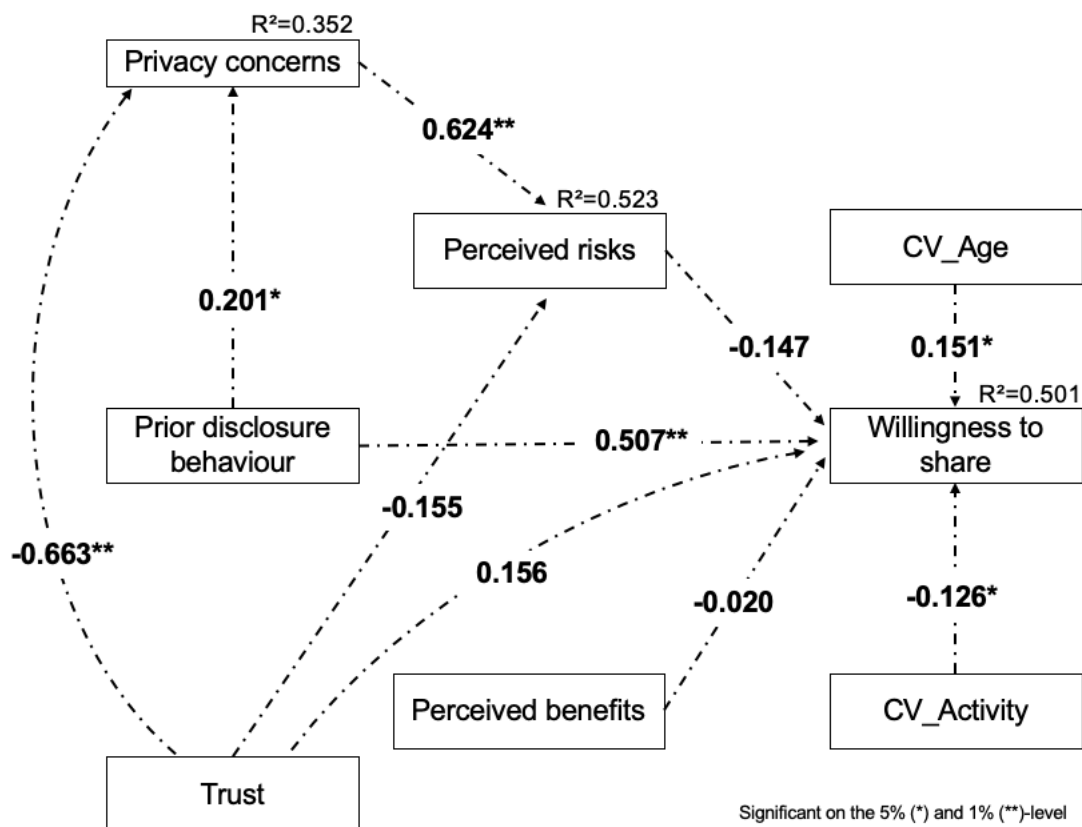 R²=0.352
Privacy concerns
0.624**
R²=0.523
Perceived risks
CV_Age
0.201*
-0.147
0.151*
R²=0.501
Prior disclosure
behaviour
0.507**
Willingness to
share
-0.155
-0.663**
0.156
-0.020
-0.126*
Perceived benefits
CV_Activity
Trust
Significant on the 5% (*) and 1% (**)-level